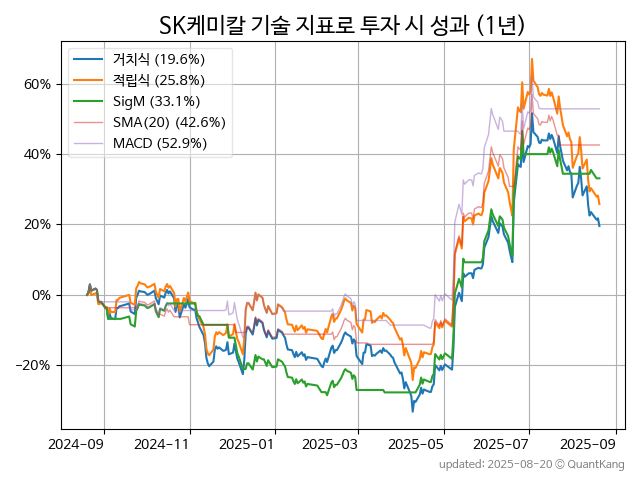 SK케미칼 기술 지표로 투자 시 성과 (1년)
거치식 (19.6%)
적립식 (25.8%)
SigM (33.1%)
SMA(20) (42.6%)
MACD (52.9%)
60%
40%
20%
0%
−20%
2024-09 2024-11 2025-01 2025-03 2025-05 2025-07 2025-09
updated: 2025-08-20 © QuantKang